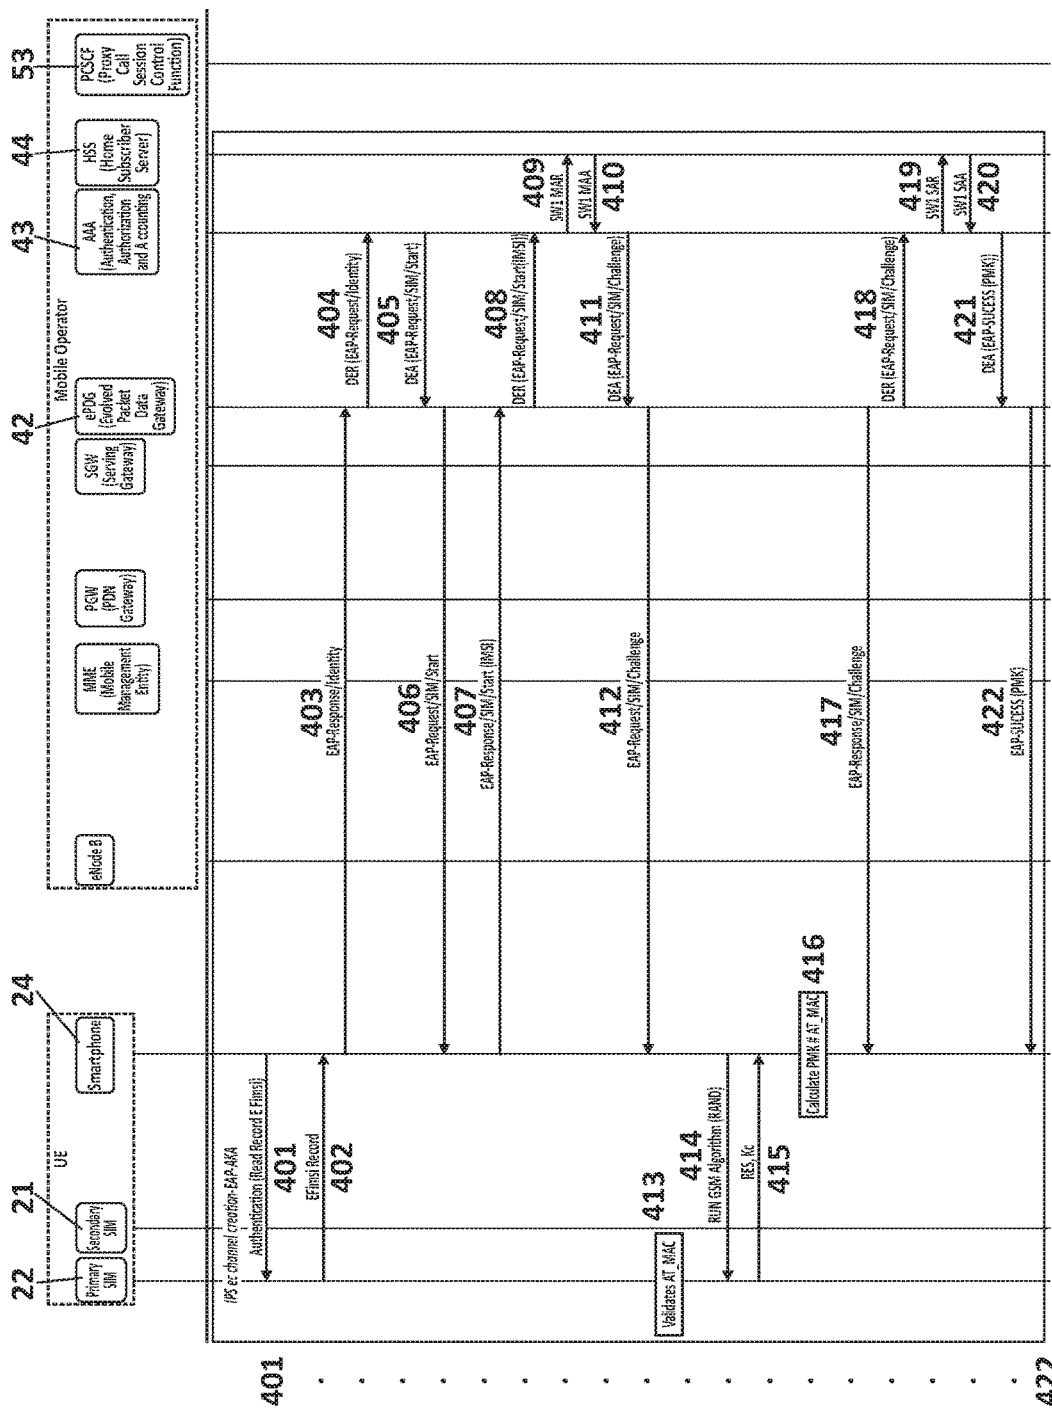 22
21
24
42
43
44
53
UE
Mobile Operator
Primary
SIM
Secondary
SIM
Smartphone
eNode B
MME
(Mobile
Management
Entity)
PGW
(PDN
Gateway)
SGW
(Serving
Gateway)
ePDG
(Evolved
Packet
Data
Gateway)
AAA
(Authentication,
Authorization
and A ccounting
HSS
(Home
Subscriber
Server)
PCSCF
(Proxy
Call
Session
Control
Function)
401
422
IPS ec channel creation-EAP-AKA
Authentication (Read Record E Fimsi)
401
EFimsi Record
402
403
EAP-Response/Identity
404
DER (EAP-Request/Identity)
405
DEA (EAP-Request/SIM/Start)
406
EAP-Request/SIM/Start
407
EAP-Response/SIM/Start (IMSI)
408
DER (EAP-Request/SIM/Start(IMSI))
409
SW1 MAR
SW1 MAA
410
411
DEA (EAP-Request/SIM/Challenge)
412
EAP-Request/SIM/Challenge
413
Validates AT_MAC
414
RUN GSM Algorithm (RAND)
RES, Kc
415
416
Calculate PMK # AT_MAC
417
EAP-Response/SIM/Challenge
418
DER (EAP-Request/SIM/Challenge)
419
SW1 SAR
SW1 SAA
420
421
DEA (EAP-SUCESS (PMK))
422
EAP-SUCESS (PMK)